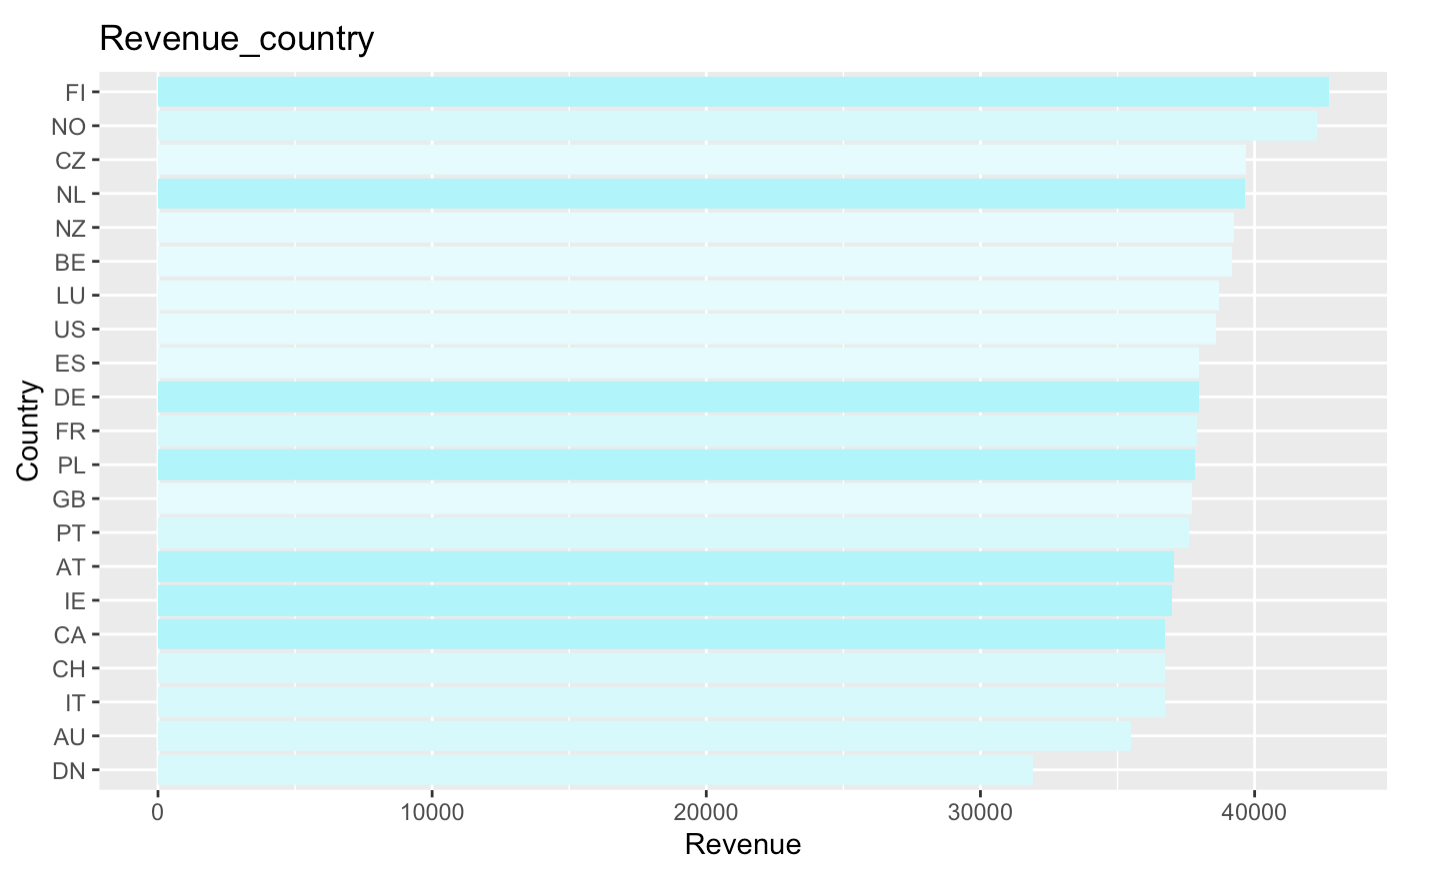 Revenue_country
FI
NO
CZ
NL
NZ
BE
LU
US
ES
DE
FR
PL
GB
PT
AT
IE
CA
CH
IT
AU
DN
Country
0 10000 20000 30000 40000
Revenue